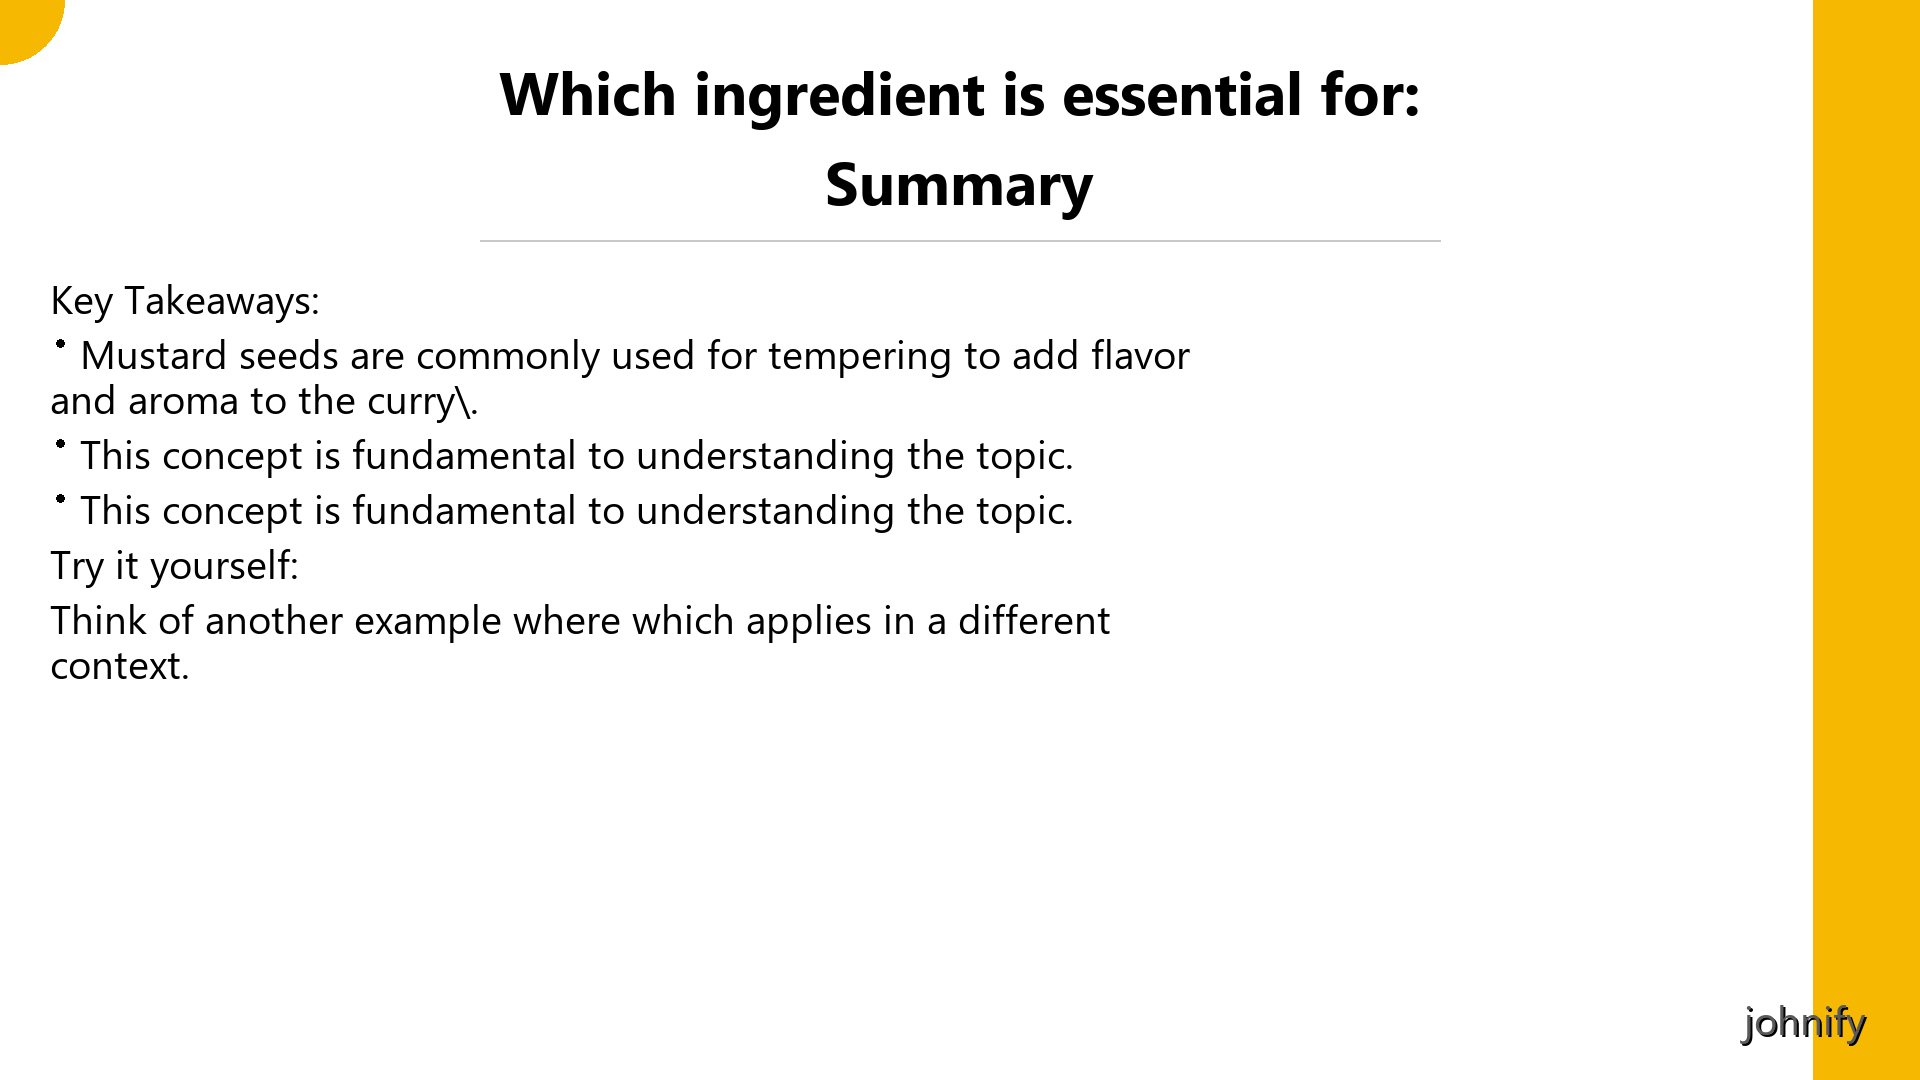 Which ingredient is essential for:
Summary
Key Takeaways:
• Mustard seeds are commonly used for tempering to add flavor
and aroma to the curry\.
• This concept is fundamental to understanding the topic.
• This concept is fundamental to understanding the topic.
Try it yourself:
Think of another example where which applies in a different
context.
johnify